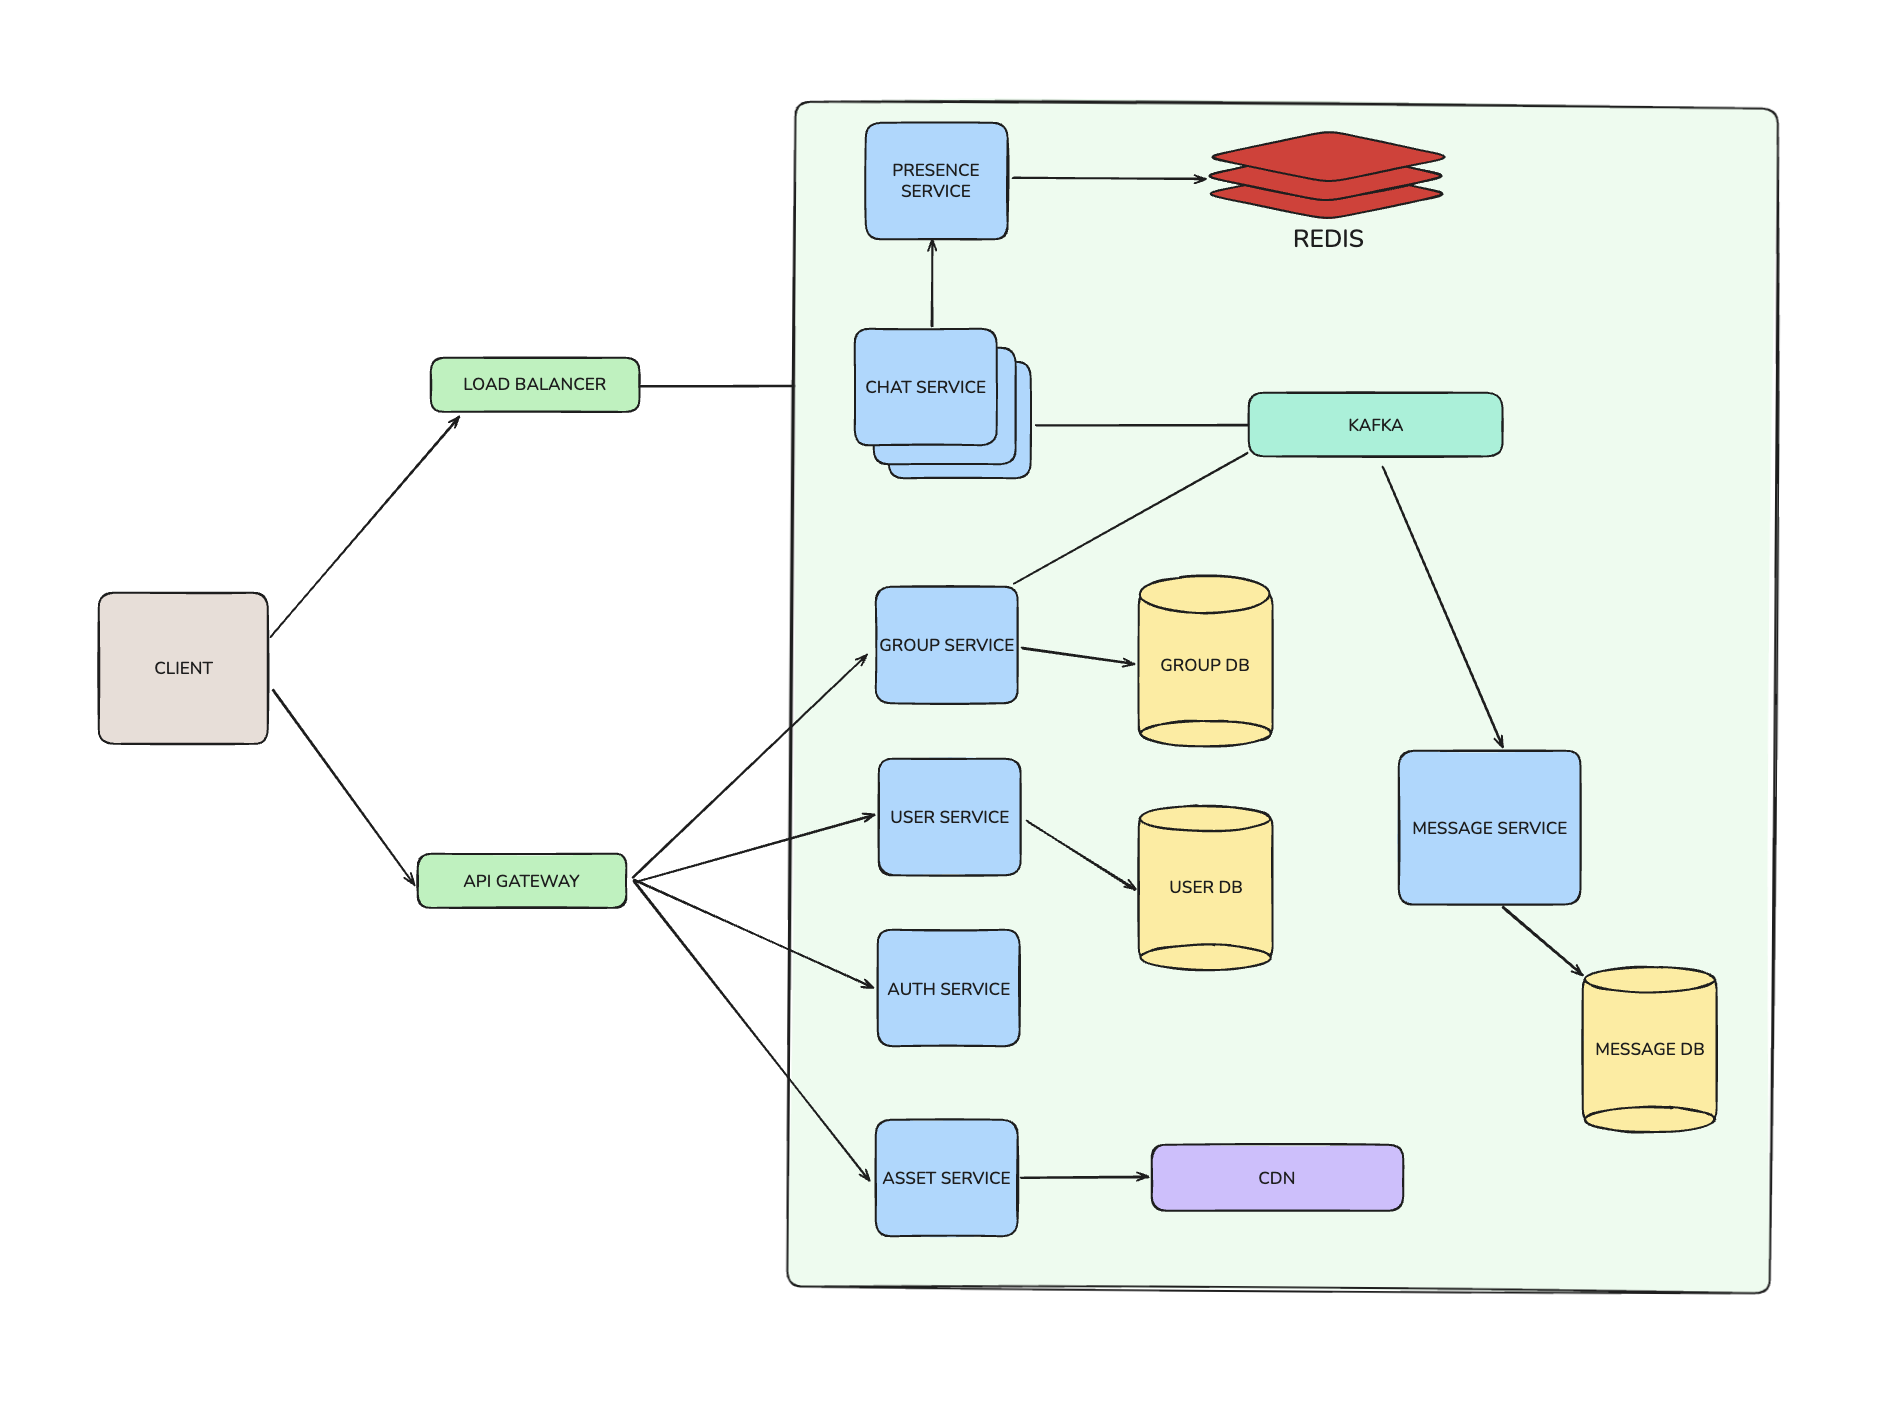 PRESENCE
SERVICE
REDIS
LOAD BALANCER
CHAT SERVICE
KAFKA
CLIENT
GROUP SERVICE
GROUP DB
USER SERVICE
MESSAGE SERVICE
API GATEWAY
USER DB
AUTH SERVICE
MESSAGE DB
ASSET SERVICE
CDN